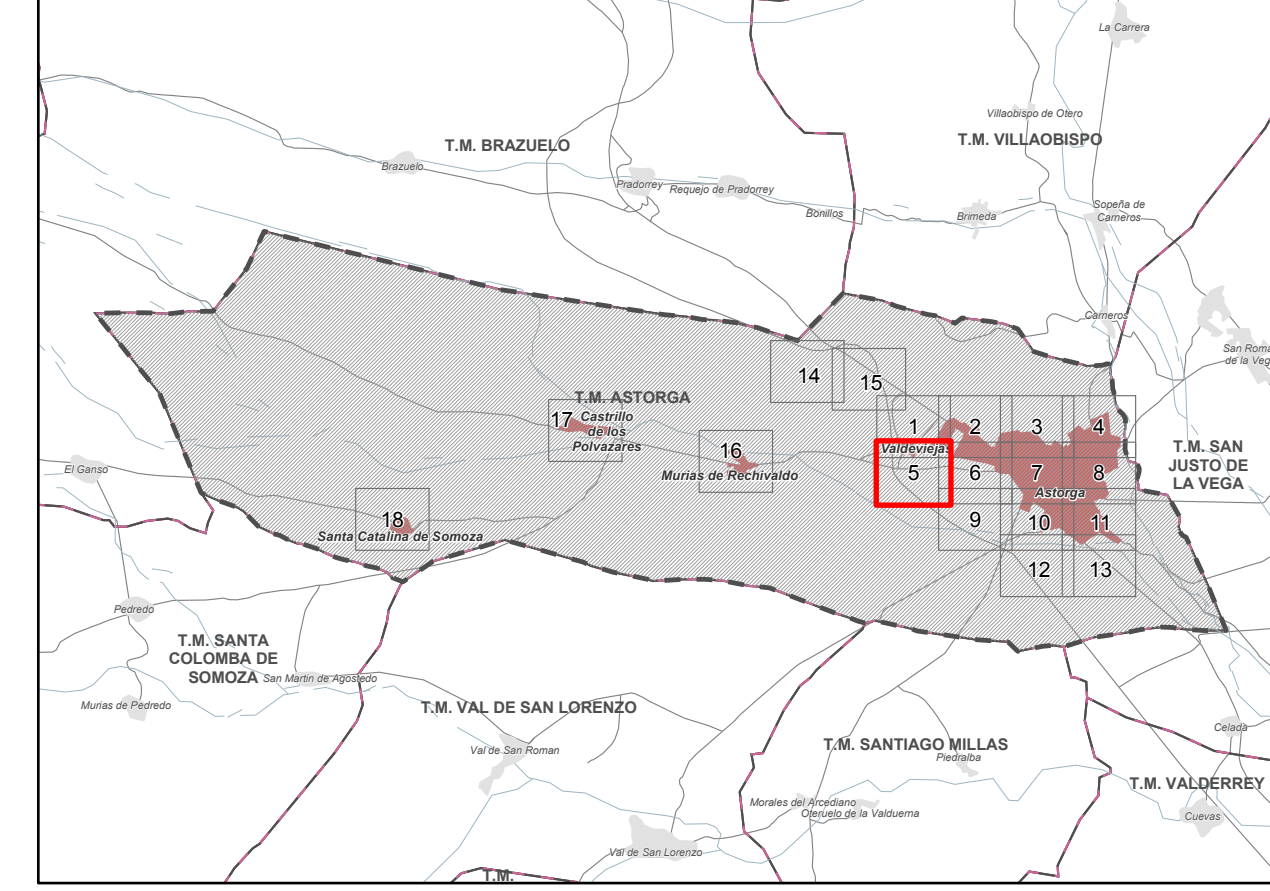 La Carrera
Villaobispo de Otero
T.M. VILLAOBISPO
T.M. BRAZUELO
Brazuelo
Pradorrey
Requejo de Pradorrey
Bonillos
Brimeda
Sopeña de
Carneros
Carneros
San Roma
de la Veg
14
15
T.M. ASTORGA
17
Castrillo
de los
Polvazares
1
2
3
4
Valdeviejas
16
Murias de Rechivaldo
5
6
7
8
Astorga
T.M. SAN
JUSTO DE
LA VEGA
El Ganso
18
Santa Catalina de Somoza
9
10
11
12
13
Pedredo
T.M. SANTA
COLOMBA DE
SOMOZA
San Martin de Agostedo
Murias de Pedredo
T.M. VAL DE SAN LORENZO
Val de San Roman
T.M. SANTIAGO MILLAS
Piedralba
Celada
T.M. VALDERREY
Morales del Arcediano
Oteruelo de la Valduerna
Cuevas
Val de San Lorenzo
T.M.